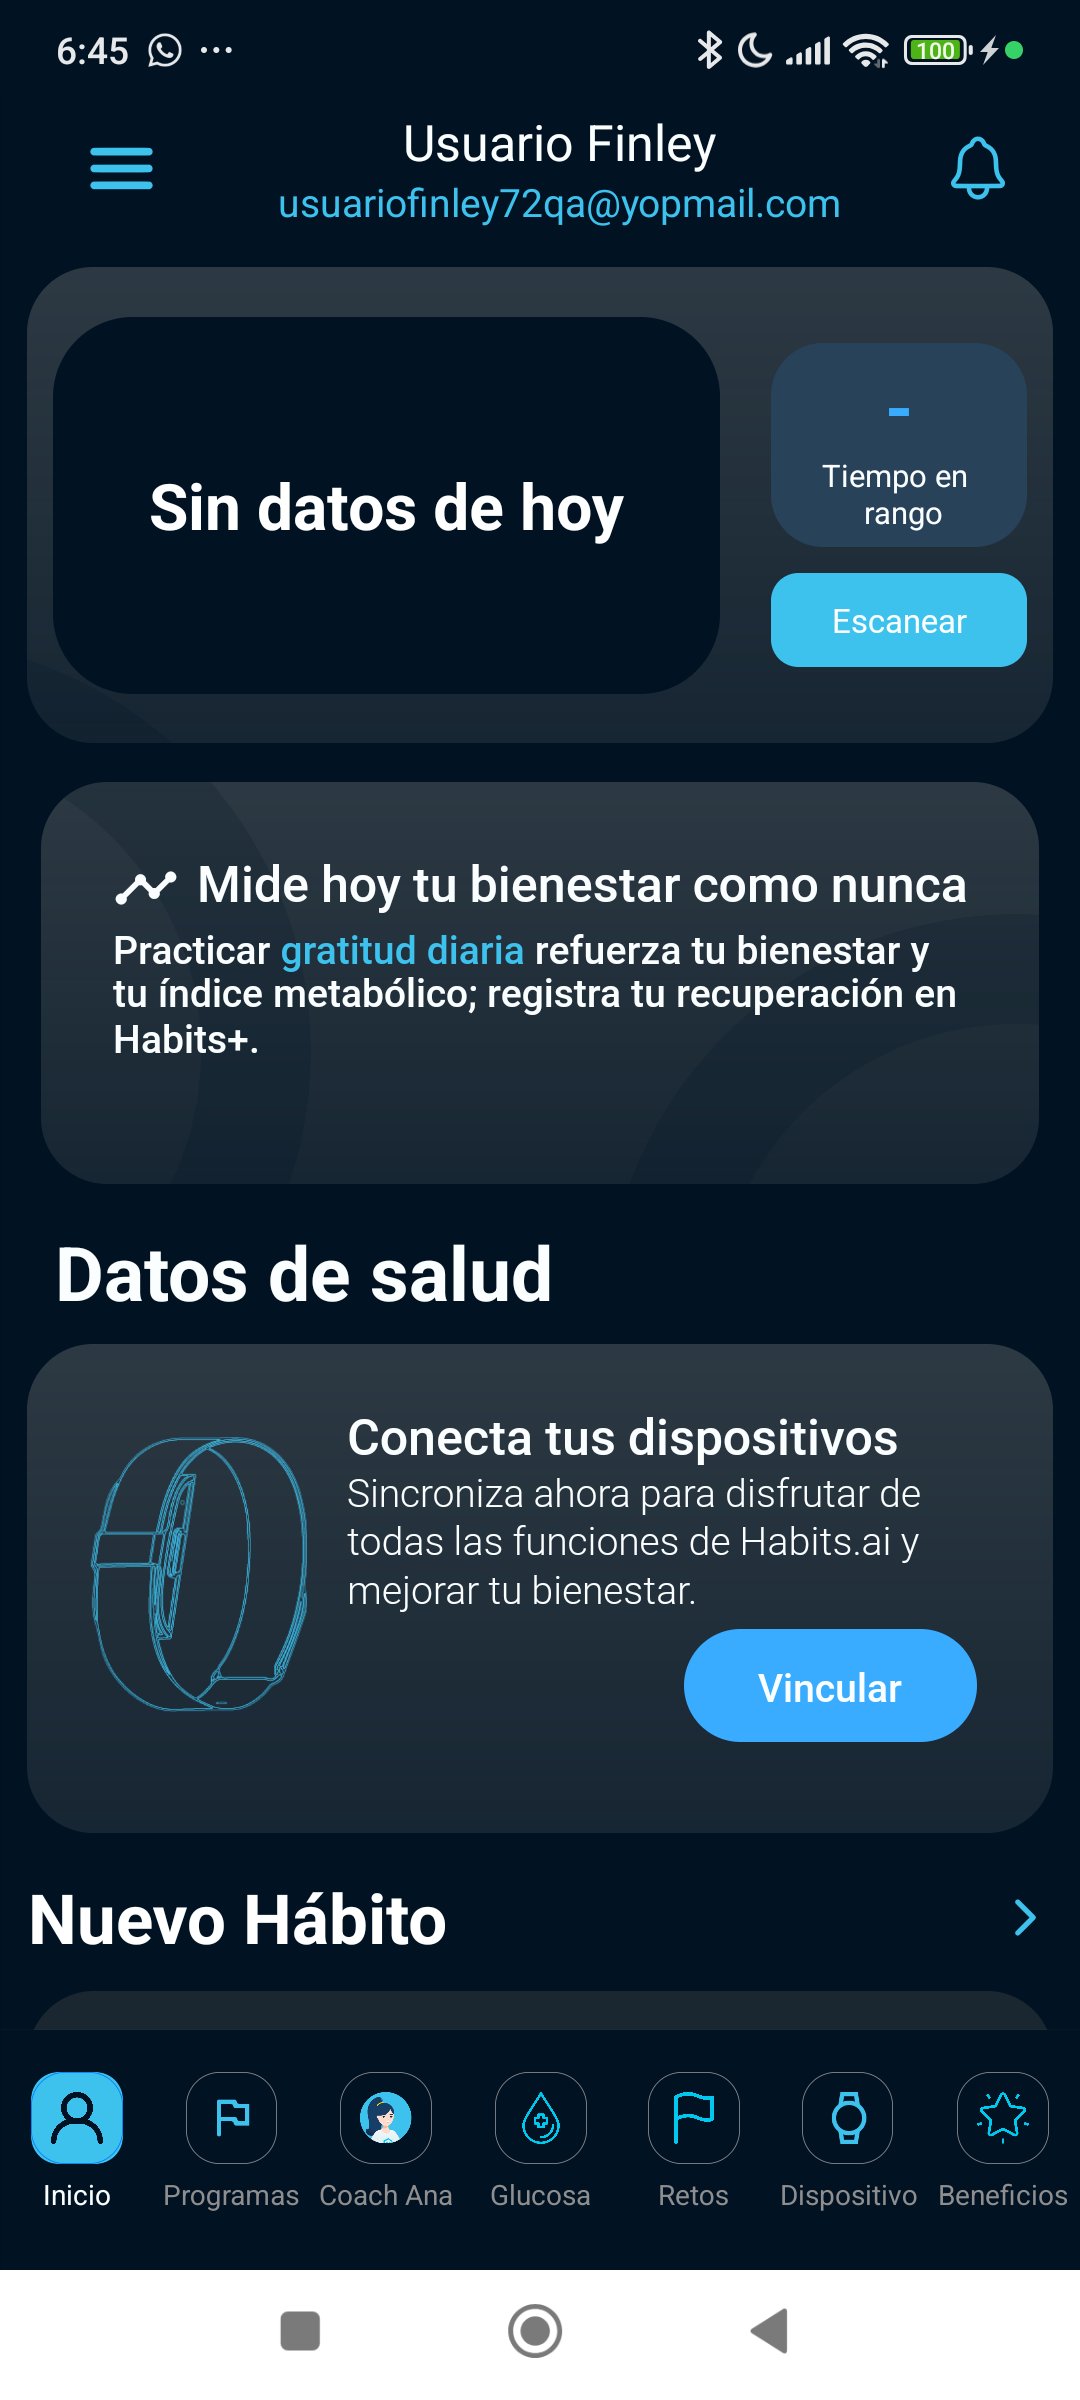 6:45
100
Usuario Finley
usuariofinley72qa@yopmail.com
Sin datos de hoy
-
Tiempo en
rango
Escanear
Mide hoy tu bienestar como nunca
Practicar gratitud diaria refuerza tu bienestar y
tu índice metabólico; registra tu recuperación en
Habits+.
Datos de salud
Conecta tus dispositivos
Sincroniza ahora para disfrutar de
todas las funciones de Habits.ai y
mejorar tu bienestar.
Vincular
Nuevo Hábito
Inicio
Programas
Coach Ana
Glucosa
Retos
Dispositivo
Beneficios